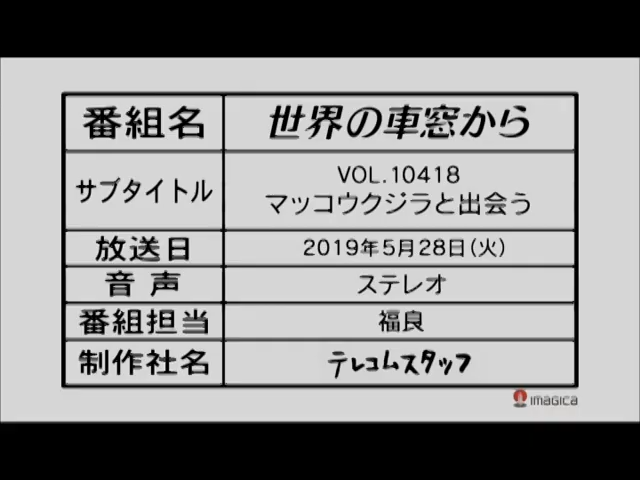 番組名 世界の車窓から
サブタイトル VOL.10418
マッコウクジラと出会う
放送日 2019年5月28日(火)
音声 ステレオ
番組担当 福良
制作社名 テレコムスタッフ
IMAGICA